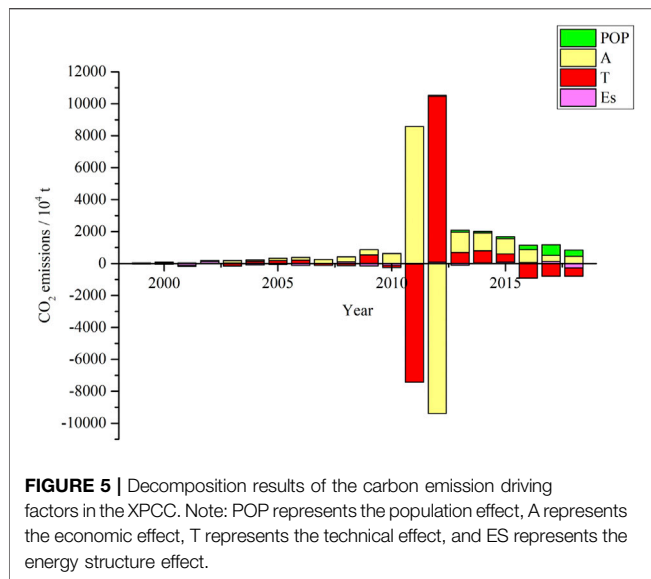 POP
A
T
Es
12000
10000
8000
6000
4000
2000
0
-2000
-4000
-6000
-8000
-10000
CO2 emissions / 10^4 t
2000
2005
2010
2015
Year
FIGURE 5 | Decomposition results of the carbon emission driving
factors in the XPCC. Note: POP represents the population effect, A represents
the economic effect, T represents the technical effect, and ES represents the
energy structure effect.